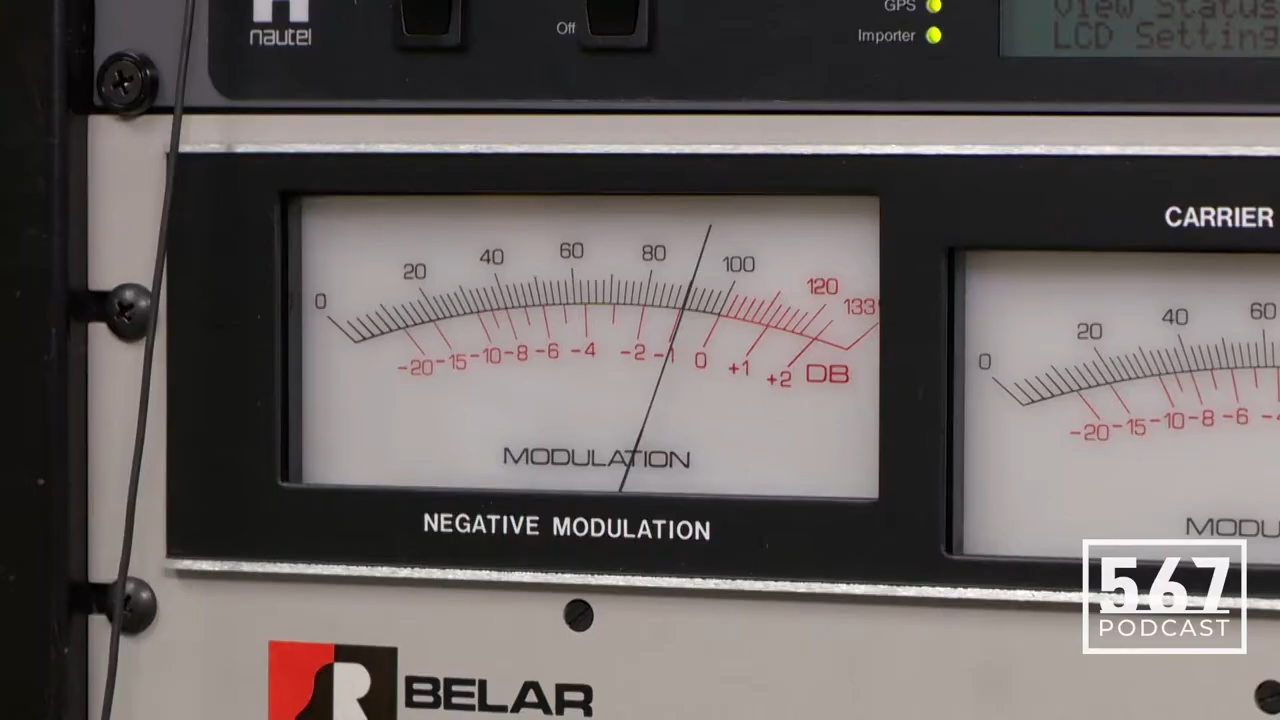 nautel
Off
GPS
Importer
View Status
LCD Setting
0 20 40 60 80 100 120 133
-20 -15 -10 -8 -6 -4 -2 -1 0 +1 +2 DB
MODULATION
NEGATIVE MODULATION
CARRIER
0 20 40 60
-20 -15 -10 -8 -6
MODU
BELAR
567
PODCAST